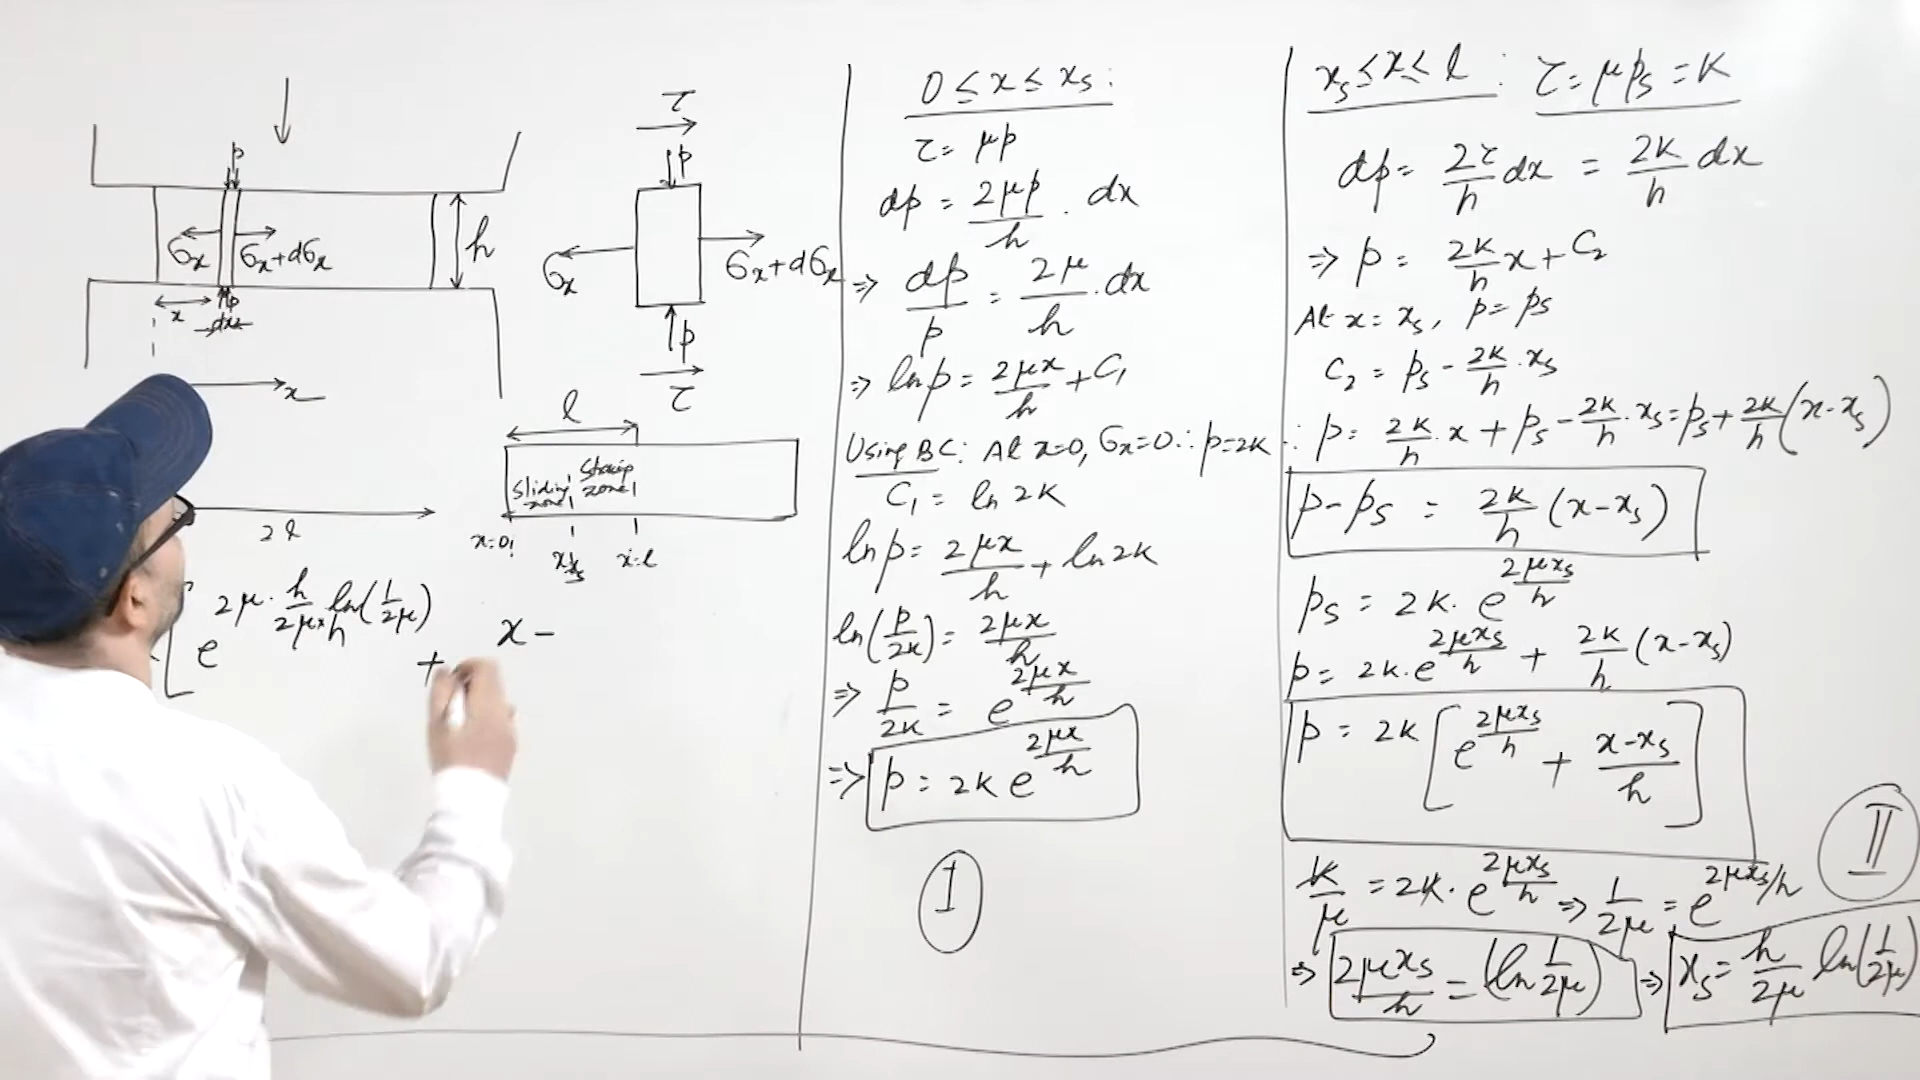 p
h
σx
σx+dσx
p
x
dx
x
2l
τ
p
σx
σx+dσx
p
τ
l
Sliding zone
Sticking zone
x=0
xs
x=l
e^(2μ·h/(2μ×h) ln(1/2μ)) + x-
0≤x≤xs:
τ= μp
dp = 2μp/h . dx
⇒ dp/p = 2μ/h . dx
⇒ ln p = 2μx/h + C₁
Using BC: At x=0, σx=0 ∴ p=2K
C₁ = ln 2K
ln p= 2μx/h + ln 2K
ln(p/2K) = 2μx/h
⇒ p/2K = e^(2μx/h)
⇒ p = 2K e^(2μx/h)
I
xs≤x≤l : τ= μps = K
dp= 2τ/h dx = 2K/h dx
⇒ p = 2K/h x + C₂
At x= xs, p= ps
C₂ = ps - 2K/h . xs
∴ p= 2K/h . x + ps - 2K/h . xs = ps + 2K/h (x-xs)
p-ps = 2K/h (x-xs)
ps = 2K. e^(2μxs/h)
p= 2K.e^(2μxs/h) + 2K/h (x-xs)
p = 2K [e^(2μxs/h) + (x-xs)/h]
II
K/μ = 2K. e^(2μxs/h) ⇒ 1/2μ = e^(2μxs/h)
⇒ 2μxs/h = (ln 1/2μ) ⇒ xs= h/2μ ln(1/2μ)